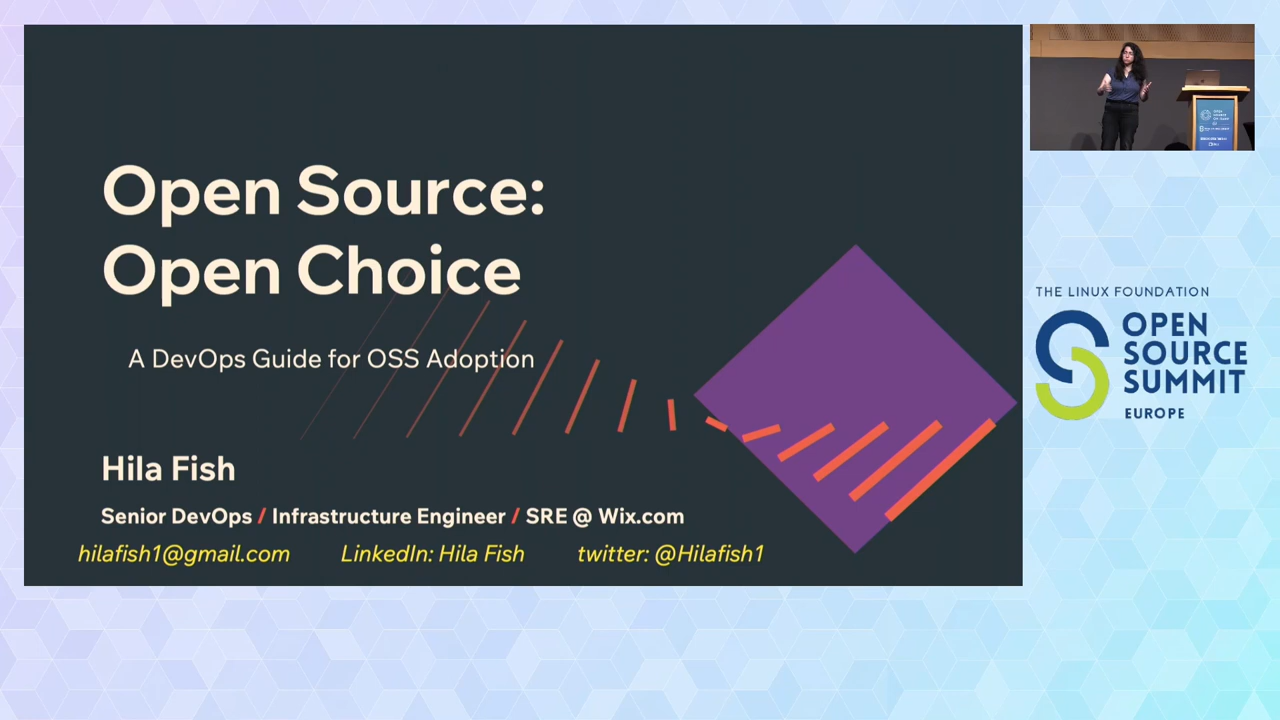 Open Source:
Open Choice
A DevOps Guide for OSS Adoption
Hila Fish
Senior DevOps / Infrastructure Engineer / SRE @ Wix.com
hilafish1@gmail.com LinkedIn: Hila Fish twitter: @Hilafish1
THE LINUX FOUNDATION
OPEN
SOURCE
SUMMIT
EUROPE